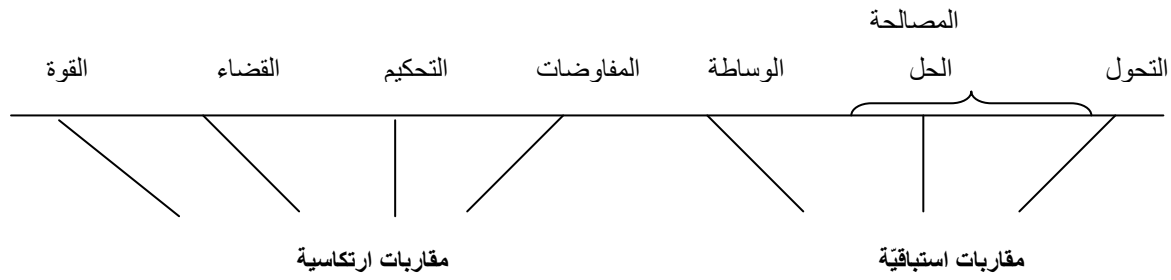 المصالحة
التحول الحل الوساطة المفاوضات التحكيم القضاء القوة
مقاربات استباقيّة مقاربات ارتكاسية